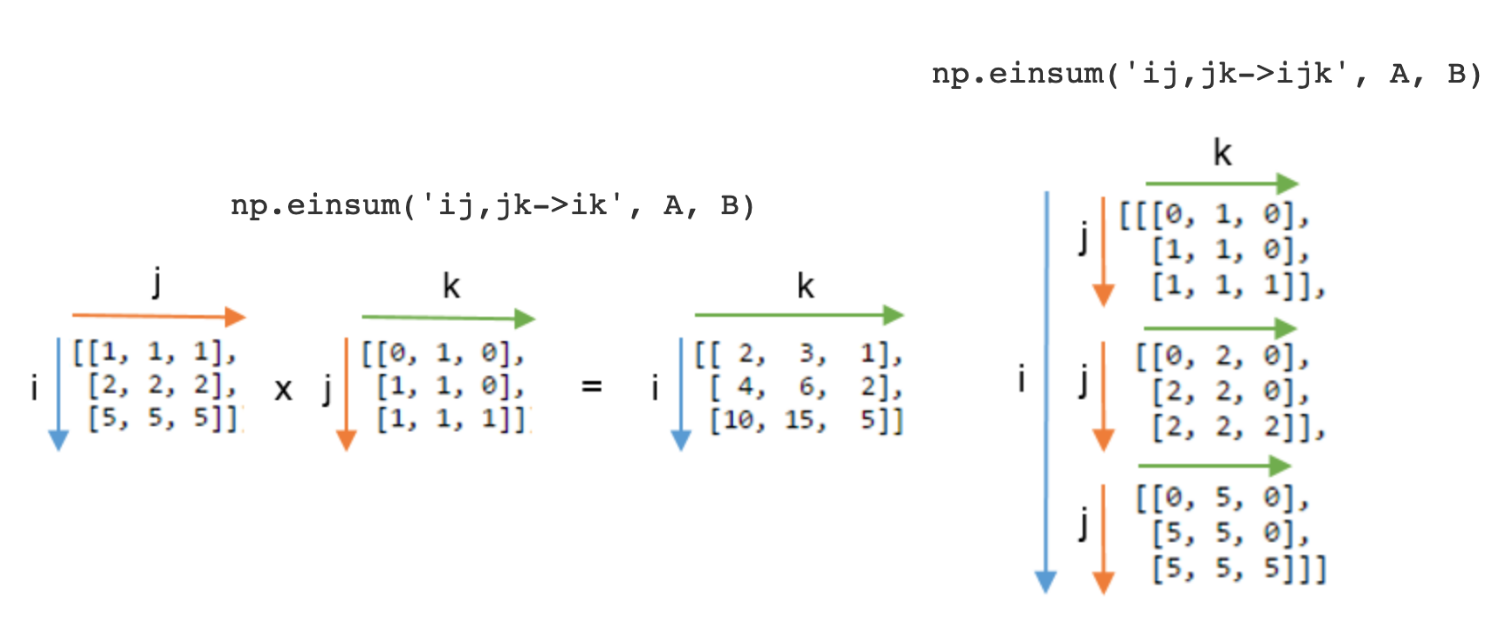 np.einsum('ij,jk->ijk', A, B)
np.einsum('ij,jk->ik', A, B)
j
i
[[1, 1, 1],
[2, 2, 2],
[5, 5, 5]]
x
k
j
[[0, 1, 0],
[1, 1, 0],
[1, 1, 1]]
=
k
i
[[ 2, 3, 1],
[ 4, 6, 2],
[10, 15, 5]]
k
i
j
[[[0, 1, 0],
[1, 1, 0],
[1, 1, 1]],
j
[[0, 2, 0],
[2, 2, 0],
[2, 2, 2]],
j
[[0, 5, 0],
[5, 5, 0],
[5, 5, 5]]]